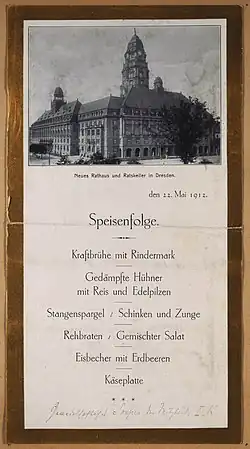 Neues Rathaus und Ratskeller in Dresden.
den 22. Mai 1912.
Speisenfolge.
Kraftbrühe mit Rindermark
Gedämpfte Hühner
mit Reis und Edelpilzen
Stangenspargel / Schinken und Zunge
Rehbraten / Gemischter Salat
Eisbecher mit Erdbeeren
Käseplatte